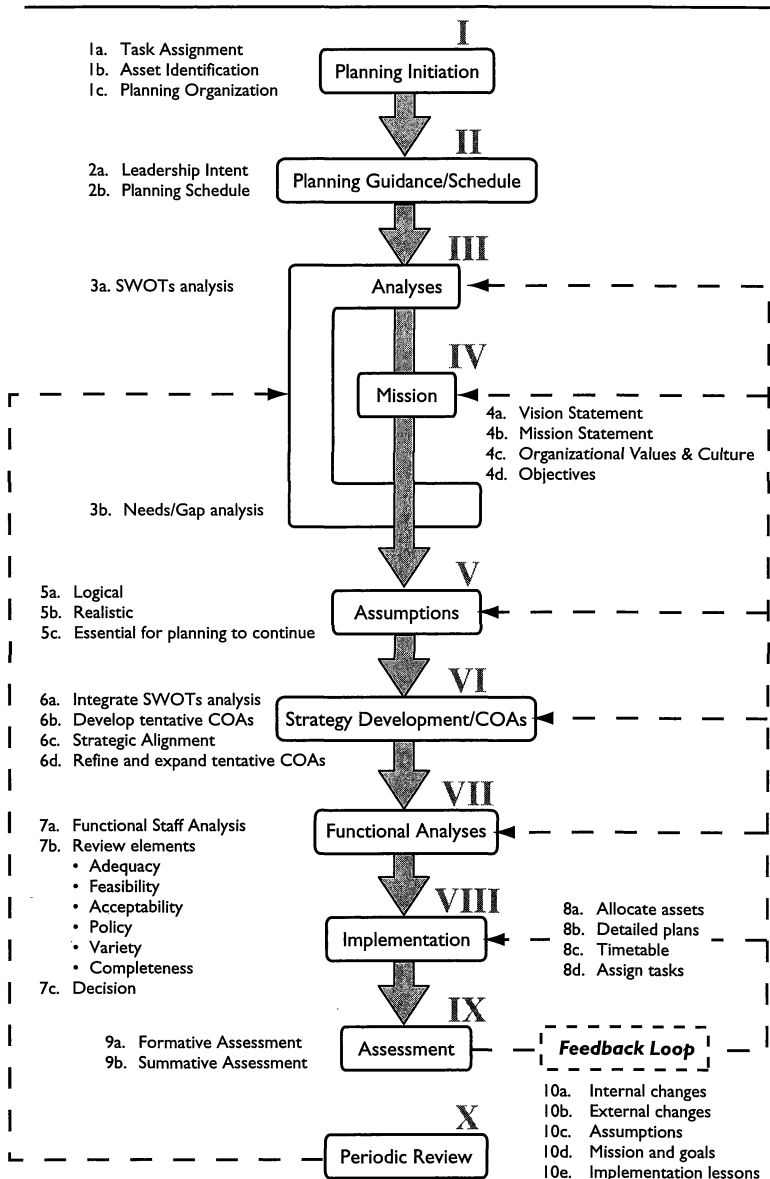 I
1a. Task Assignment
1b. Asset Identification
1c. Planning Organization
Planning Initiation
II
2a. Leadership Intent
2b. Planning Schedule
Planning Guidance/Schedule
III
3a. SWOTs analysis
Analyses
IV
Mission
4a. Vision Statement
4b. Mission Statement
4c. Organizational Values & Culture
4d. Objectives
3b. Needs/Gap analysis
V
5a. Logical
5b. Realistic
5c. Essential for planning to continue
Assumptions
VI
6a. Integrate SWOTs analysis
6b. Develop tentative COAs
6c. Strategic Alignment
6d. Refine and expand tentative COAs
Strategy Development/COAs
VII
7a. Functional Staff Analysis
7b. Review elements
• Adequacy
• Feasibility
• Acceptability
• Policy
• Variety
• Completeness
7c. Decision
Functional Analyses
VIII
Implementation
8a. Allocate assets
8b. Detailed plans
8c. Timetable
8d. Assign tasks
IX
9a. Formative Assessment
9b. Summative Assessment
Assessment
Feedback Loop
10a. Internal changes
10b. External changes
10c. Assumptions
10d. Mission and goals
10e. Implementation lessons
X
Periodic Review